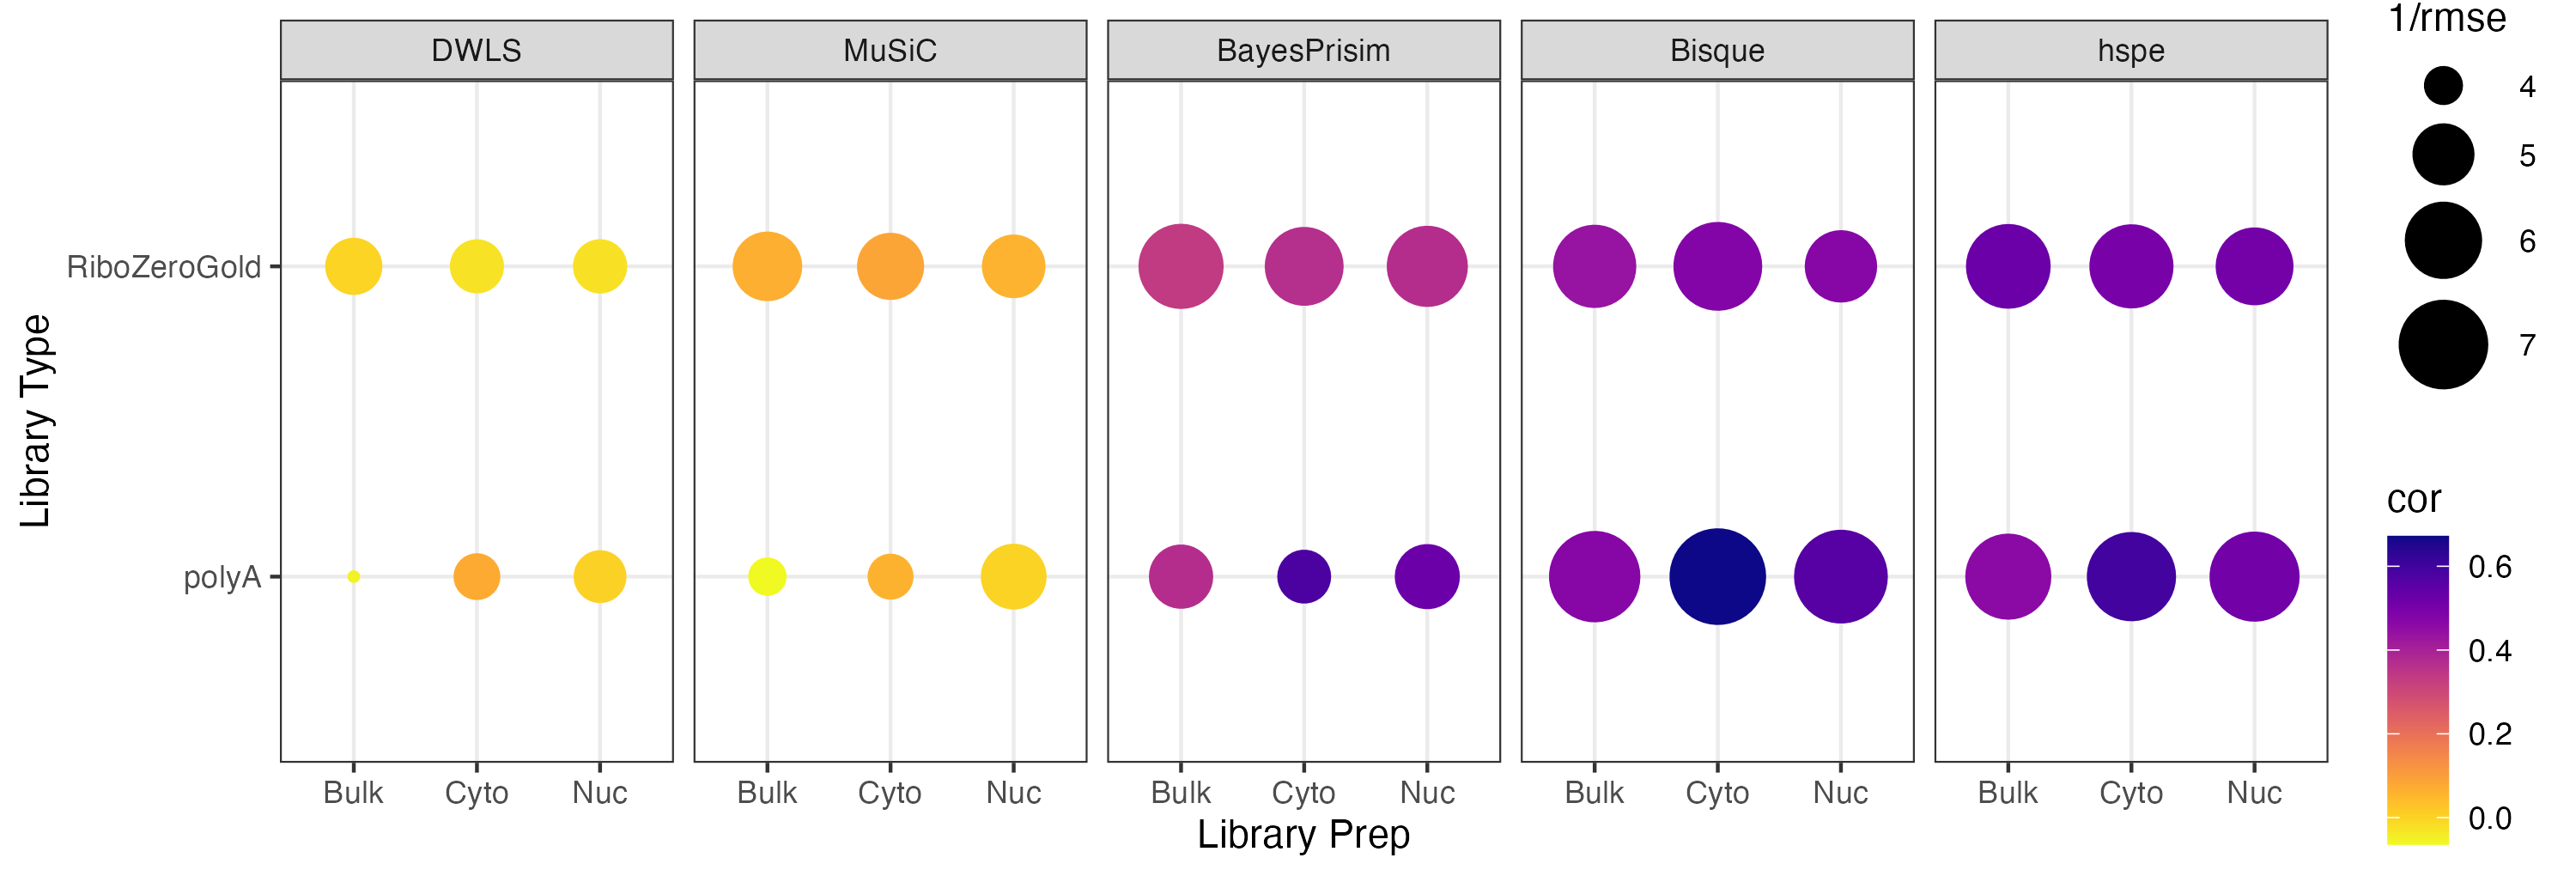 DWLS
MuSiC
BayesPrisim
Bisque
hspe
Library Type
RiboZeroGold
polyA
Bulk Cyto Nuc
Bulk Cyto Nuc
Bulk Cyto Nuc
Bulk Cyto Nuc
Bulk Cyto Nuc
Library Prep
1/rmse
4
5
6
7
cor
0.6
0.4
0.2
0.0